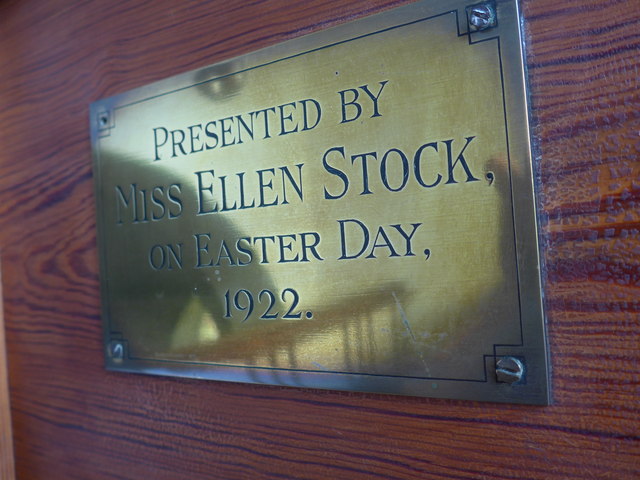 PRESENTED BY
MISS ELLEN STOCK,
ON EASTER DAY,
1922.